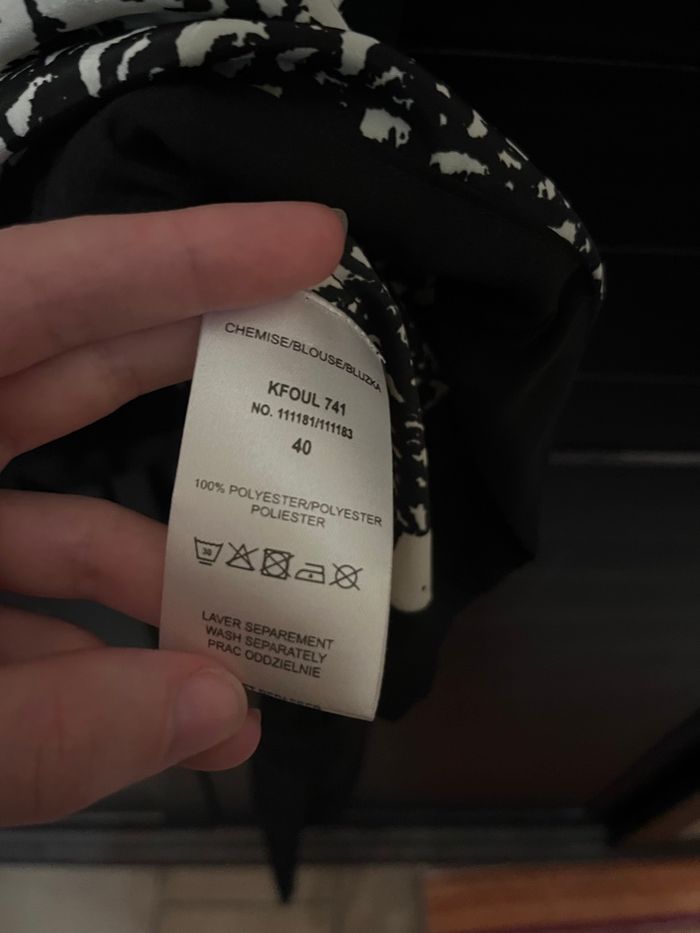 CHEMISE/BLOUSE/BLUZKA
KFOUL 741
NO. 111181/111183
40
100% POLYESTER/POLYESTER
POLIESTER
30
LAVER SEPAREMENT
WASH SEPARATELY
PRAC ODDZIELNIE